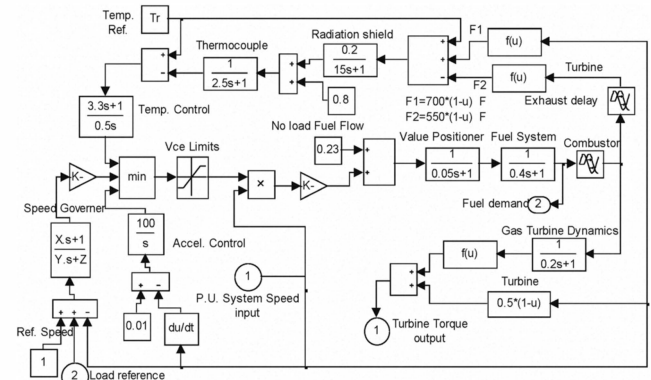 Temp.
Ref.
Tr
F1
f(u)
Radiation shield
Thermocouple
0.2
15s+1
+
+
-
+
-
1
2.5s+1
+
+
F2
f(u)
Turbine
Exhaust delay
3.3s+1
0.5s
Temp. Control
0.8
F1=700*(1-u) F
F2=550*(1-u) F
No load Fuel Flow
Value Positioner
Fuel System
Combustor
Vce Limits
0.23
+
+
1
0.05s+1
1
0.4s+1
K-
min
×
K-
Fuel demand
2
Speed Governer
X.s+1
Y.s+Z
100
s
Accel. Control
Gas Turbine Dynamics
f(u)
1
0.2s+1
+ -
1
P.U. System Speed
input
+
+
Turbine
0.5*(1-u)
+ + -
Ref. Speed
0.01
du/dt
1
Turbine Torque
output
1
2
Load reference